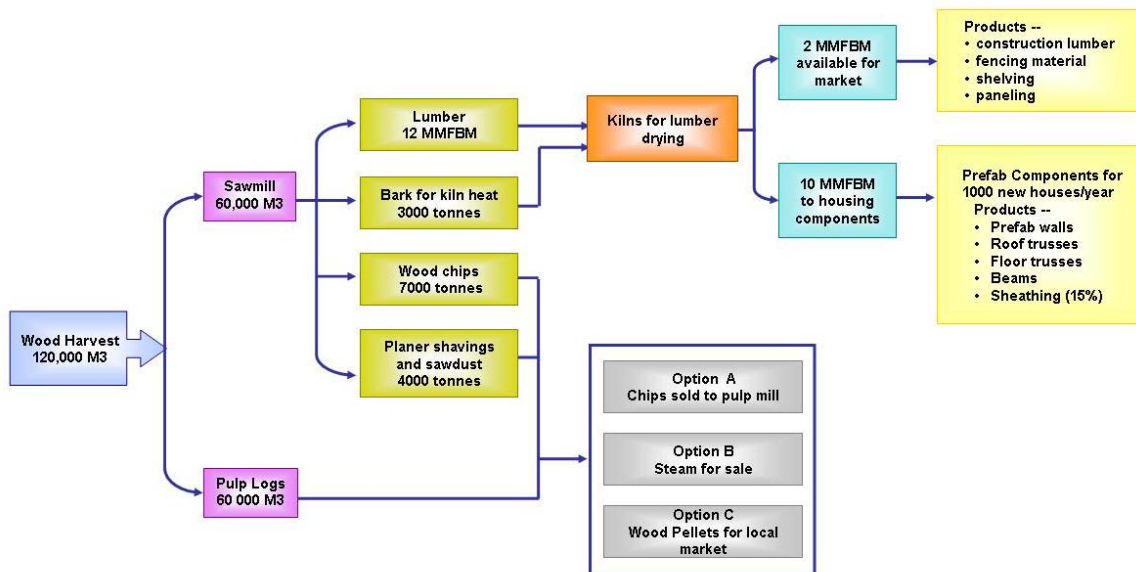 Wood Harvest
120,000 M3
Sawmill
60,000 M3
Pulp Logs
60 000 M3
Lumber
12 MMFBM
Bark for kiln heat
3000 tonnes
Wood chips
7000 tonnes
Planer shavings
and sawdust
4000 tonnes
Kilns for lumber
drying
2 MMFBM
available for
market
10 MMFBM
to housing
components
Products --
• construction lumber
• fencing material
• shelving
• paneling
Prefab Components for
1000 new houses/year
Products --
• Prefab walls
• Roof trusses
• Floor trusses
• Beams
• Sheathing (15%)
Option A
Chips sold to pulp mill
Option B
Steam for sale
Option C
Wood Pellets for local
market